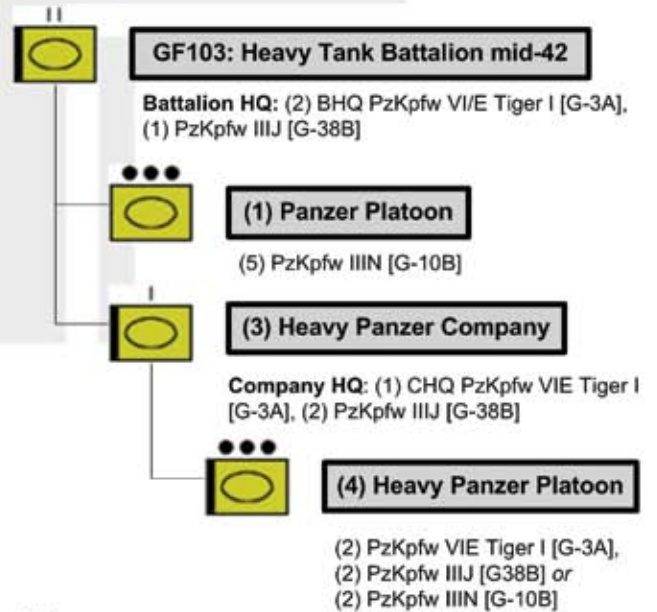 GF103: Heavy Tank Battalion mid-42
Battalion HQ: (2) BHQ PzKpfw VI/E Tiger I [G-3A],
(1) PzKpfw IIIJ [G-38B]
(1) Panzer Platoon
(5) PzKpfw IIIN [G-10B]
(3) Heavy Panzer Company
Company HQ: (1) CHQ PzKpfw VIE Tiger I
[G-3A], (2) PzKpfw IIIJ [G-38B]
(4) Heavy Panzer Platoon
(2) PzKpfw VIE Tiger I [G-3A],
(2) PzKpfw IIIJ [G38B] or
(2) PzKpfw IIIN [G-10B]